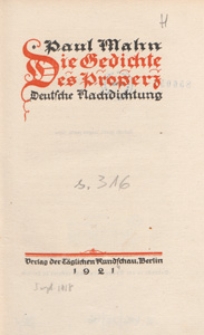 Paul Mahn
Die Gedichte
Des Properz
Deutsche Nachdichtung
s. 316
Verlag der Täglichen Rundschau, Berlin
1921